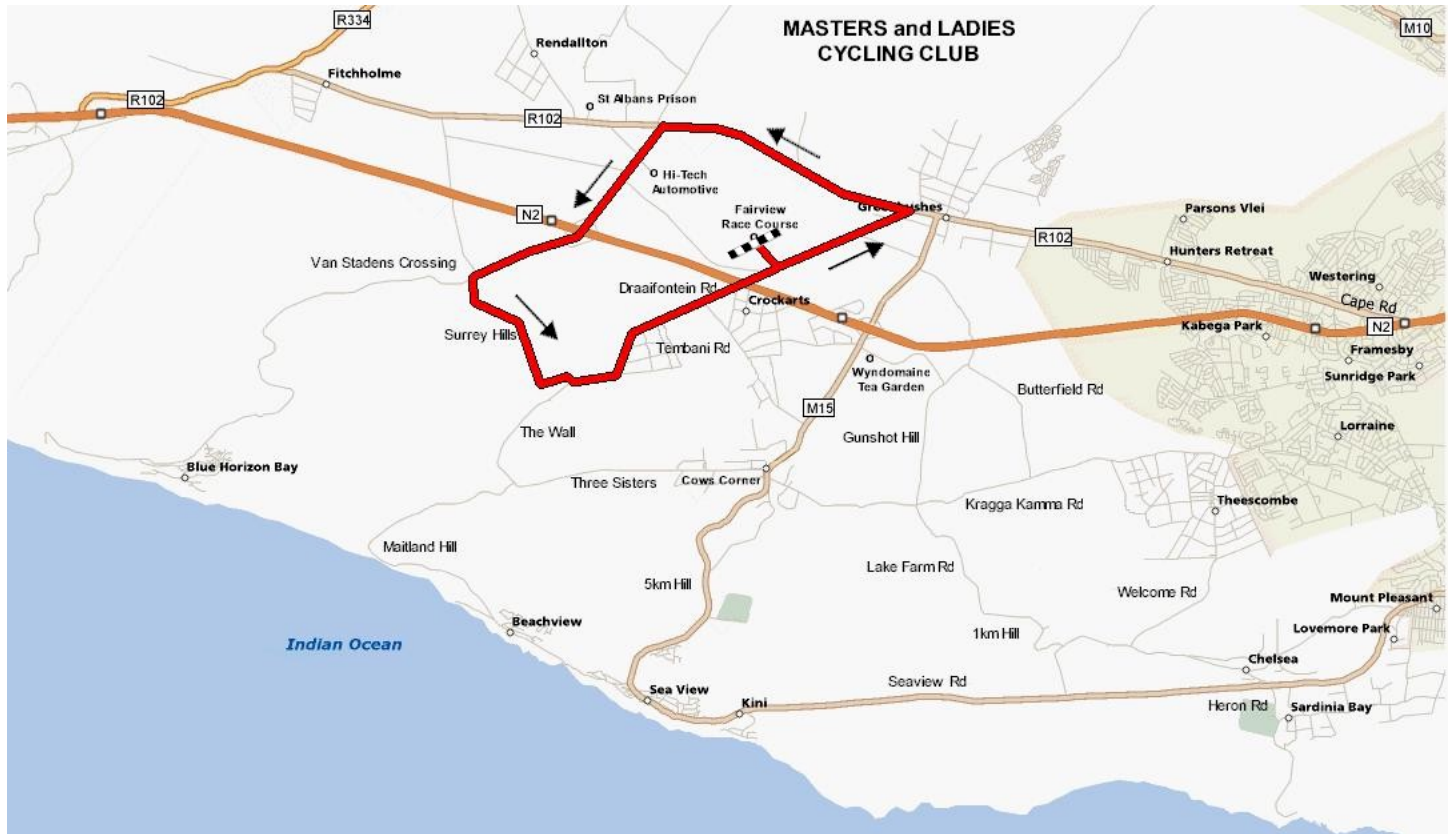 MASTERS and LADIES
CYCLING CLUB
R334
M10
Rendallton
Fitchholme
R102
St Albans Prison
R102
Hi-Tech
Automotive
Fairview
Race Course
Greenbushes
N2
R102
Parsons Vlei
Hunters Retreat
Westering
Cape Rd
Van Stadens Crossing
Draaifontein Rd
Crockarts
Kabega Park
N2
Surrey Hills
Tembani Rd
Framesby
Wyndomaine
Tea Garden
Sunridge Park
Butterfield Rd
M15
The Wall
Gunshot Hill
Lorraine
Blue Horizon Bay
Three Sisters
Cows Corner
Theescombe
Kragga Kamma Rd
Maitland Hill
Lake Farm Rd
5km Hill
Welcome Rd
Mount Pleasant
Beachview
Lovemore Park
1km Hill
Indian Ocean
Chelsea
Seaview Rd
Sea View
Kini
Heron Rd
Sardinia Bay